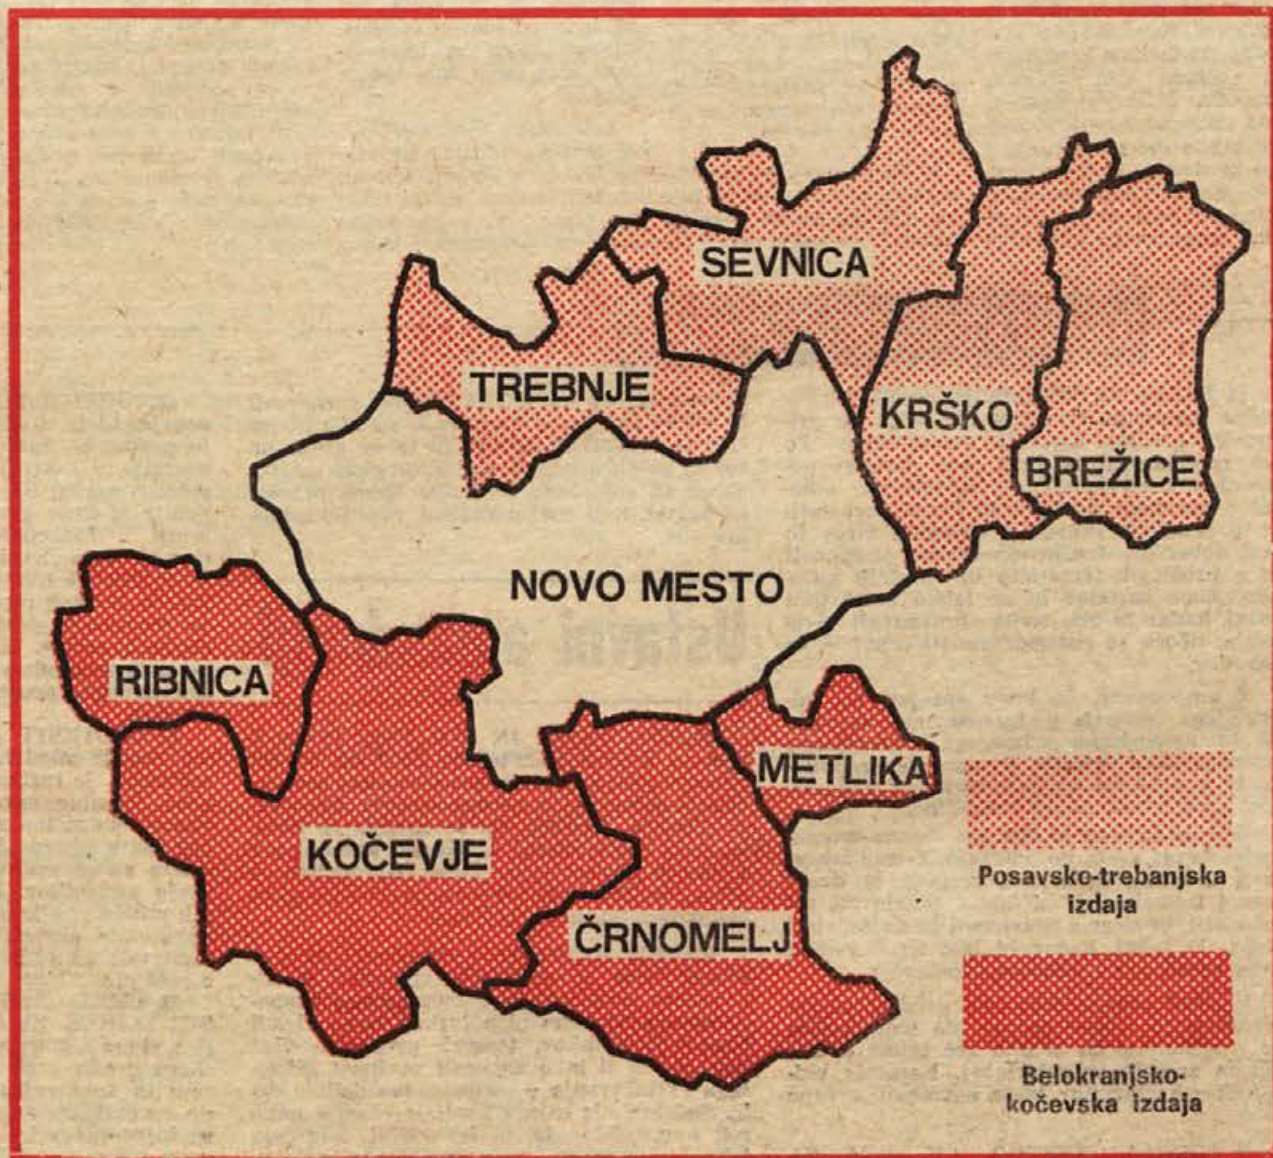 SEVNICA
TREBNJE
KRŠKO
BREŽICE
NOVO MESTO
RIBNICA
METLIKA
KOČEVJE
ČRNOMELJ
Posavsko-trebanjska
izdaja
Belokranjsko-
kočevska izdaja